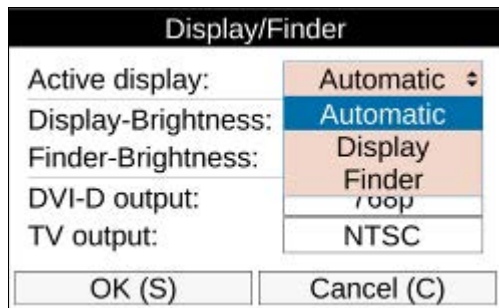 Display/Finder
Active display: Automatic
Automatic
Display-Brightness:
Display
Finder-Brightness:
Finder
DVI-D output: 768p
TV output: NTSC
OK (S) Cancel (C)